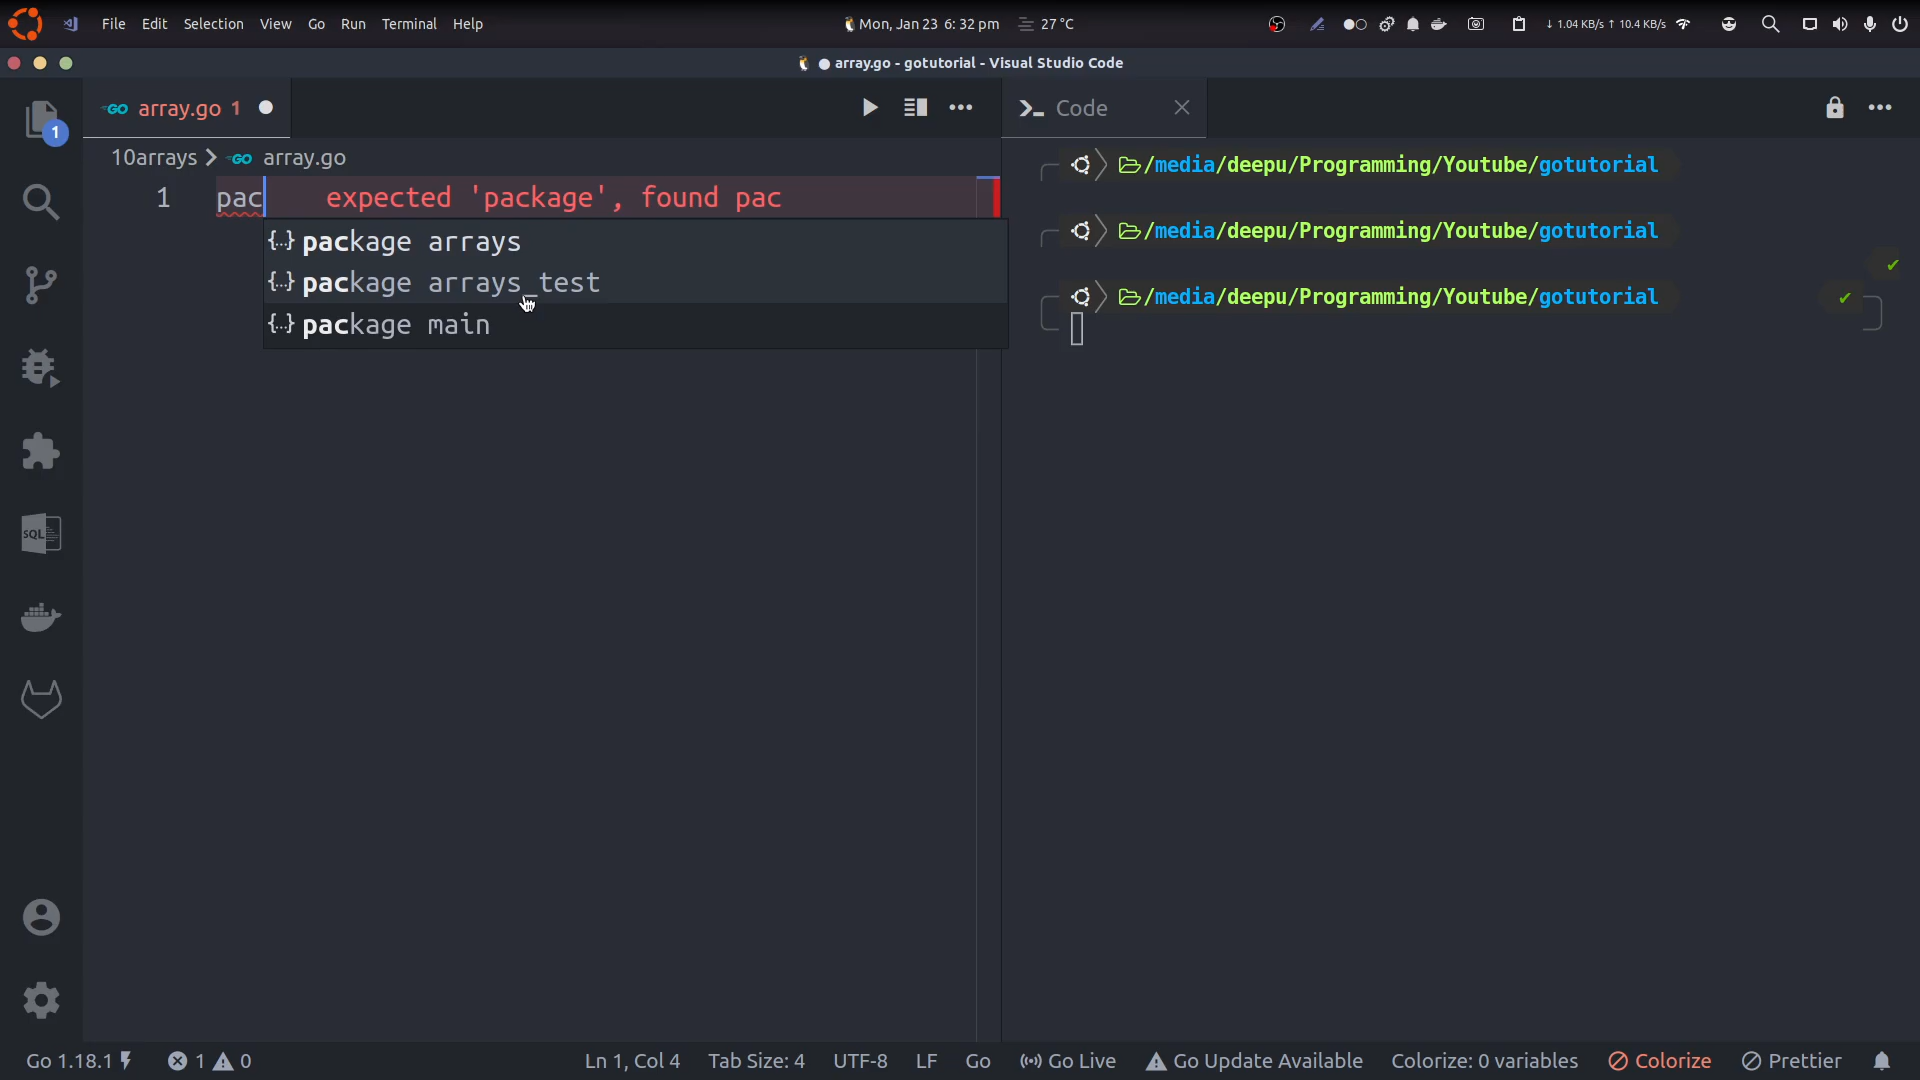 File Edit Selection View Go Run Terminal Help
Mon, Jan 23 6:32 pm 27 °C
↓ 1.04 KB/s ↑ 10.4 KB/s
● array.go - gotutorial - Visual Studio Code
GO array.go 1
Code
10arrays > GO array.go
1 pac expected 'package', found pac
{...} package arrays
{...} package arrays_test
{...} package main
/media/deepu/Programming/Youtube/gotutorial
/media/deepu/Programming/Youtube/gotutorial
/media/deepu/Programming/Youtube/gotutorial
1
SQL
Go 1.18.1 1 0 Ln 1, Col 4 Tab Size: 4 UTF-8 LF Go Go Live Go Update Available Colorize: 0 variables Colorize Prettier